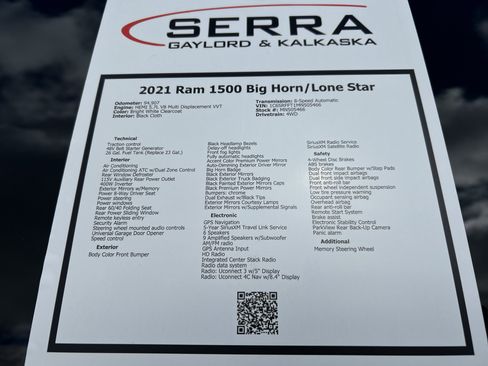 SERRA
GAYLORD & KALKASKA
2021 Ram 1500 Big Horn/Lone Star
Odometer: 94,907
Engine: HEMI 5.7L V8 Multi Displacement VVT
Color: Bright White Clearcoat
Interior: Black Cloth
Transmission: 8-Speed Automatic
VIN: 1C6SRFFT1MN505466
Stock #: MN505466
Drivetrain: 4WD
Technical
Traction control
48V Belt Starter Generator
26 Gal. Fuel Tank (Replace 23 Gal.)
Interior
Air Conditioning
Air Conditioning ATC w/Dual Zone Control
Rear Window Defroster
115V Auxiliary Rear Power Outlet
400W Inverter
Exterior Mirrors w/Memory
Power 8-Way Driver Seat
Power steering
Power windows
Rear 60/40 Folding Seat
Rear Power Sliding Window
Remote keyless entry
Security Alarm
Steering wheel mounted audio controls
Universal Garage Door Opener
Speed control
Exterior
Body Color Front Bumper
Black Headlamp Bezels
Delay-off headlights
Front fog lights
Fully automatic headlights
Accent Color Premium Power Mirrors
Auto-Dimming Exterior Driver Mirror
Big Horn Badge
Black Exterior Mirrors
Black Exterior Truck Badging
Black Painted Exterior Mirrors Caps
Black Premium Power Mirrors
Bumpers: chrome
Dual Exhaust w/Black Tips
Exterior Mirrors Courtesy Lamps
Exterior Mirrors w/Supplemental Signals
Electronic
GPS Navigation
5-Year SiriusXM Travel Link Service
6 Speakers
9 Amplified Speakers w/Subwoofer
AM/FM radio
GPS Antenna Input
HD Radio
Integrated Center Stack Radio
Radio data system
Radio: Uconnect 3 w/5" Display
Radio: Uconnect 4C Nav w/8.4" Display
SiriusXM Radio Service
SiriusXM Satellite Radio
Safety
4-Wheel Disc Brakes
ABS brakes
Body Color Rear Bumper w/Step Pads
Dual front impact airbags
Dual front side impact airbags
Front anti-roll bar
Front wheel independent suspension
Low tire pressure warning
Occupant sensing airbag
Overhead airbag
Rear anti-roll bar
Remote Start System
Brake assist
Electronic Stability Control
ParkView Rear Back-Up Camera
Panic alarm
Additional
Memory Steering Wheel